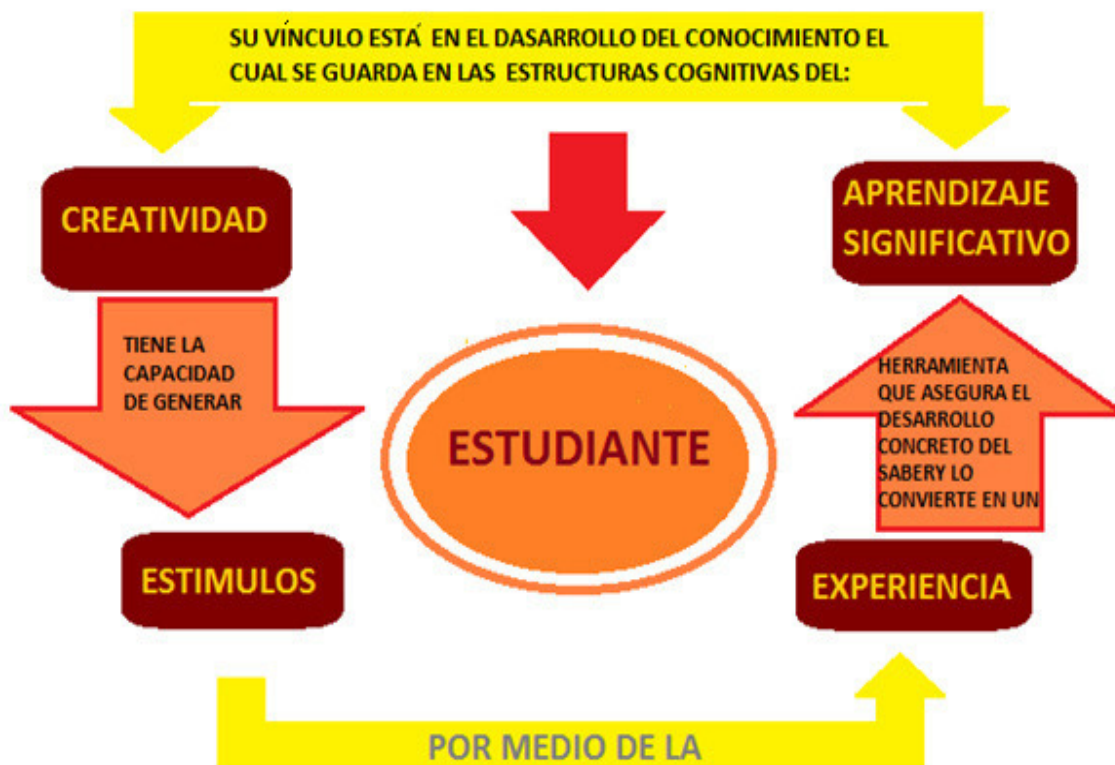 SU VÍNCULO ESTÁ EN EL DASARROLLO DEL CONOCIMIENTO EL
CUAL SE GUARDA EN LAS ESTRUCTURAS COGNITIVAS DEL:
CREATIVIDAD
APRENDIZAJE
SIGNIFICATIVO
TIENE LA
CAPACIDAD
DE GENERAR
ESTUDIANTE
HERRAMIENTA
QUE ASEGURA EL
DESARROLLO
CONCRETO DEL
SABERY LO
CONVIERTE EN UN
ESTIMULOS
EXPERIENCIA
POR MEDIO DE LA